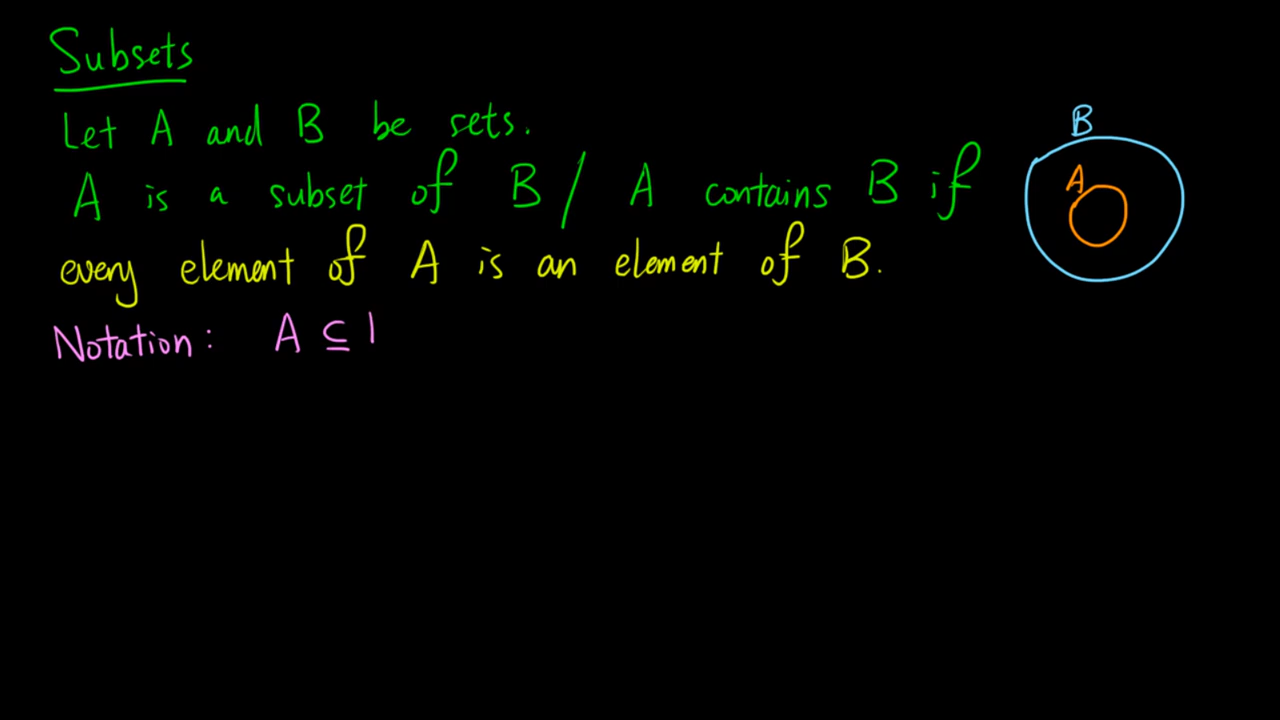 Subsets
Let A and B be sets.
A is a subset of B / A contains B if
every element of A is an element of B.
Notation: A ⊆
B
A